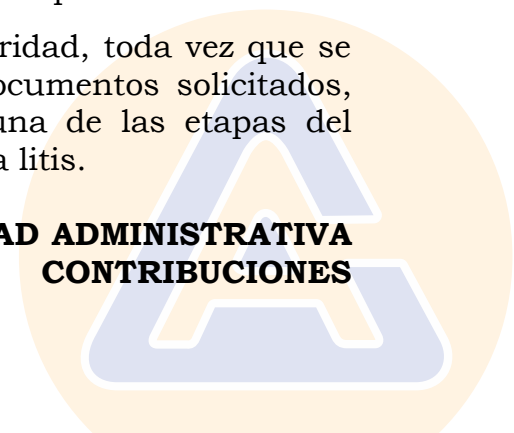 ridad, toda vez que se
ocumentos solicitados,
una de las etapas del
a litis.
AD ADMINISTRATIVA
CONTRIBUCIONES